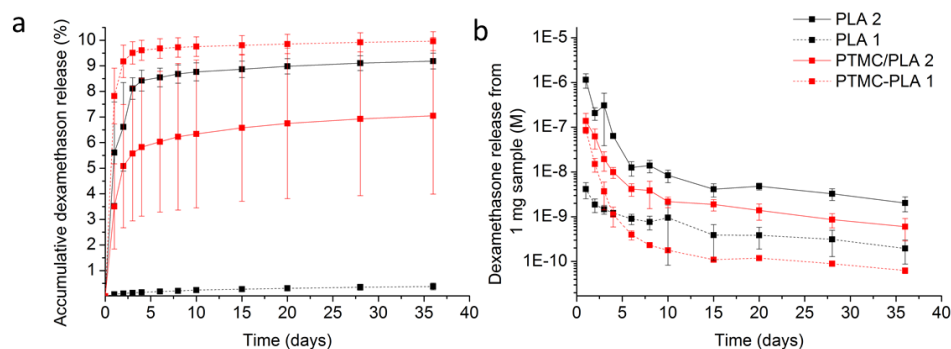 a
Accumulative dexamethason release (%)
10
9
8
7
6
5
4
3
2
1
0 5 10 15 20 25 30 35 40
Time (days)
b
Dexamethosone release from
1 mg sample (M)
1E-5
1E-6
1E-7
1E-8
1E-9
1E-10
0 5 10 15 20 25 30 35 40
Time (days)
PLA 2
PLA 1
PTMC/PLA 2
PTMC-PLA 1